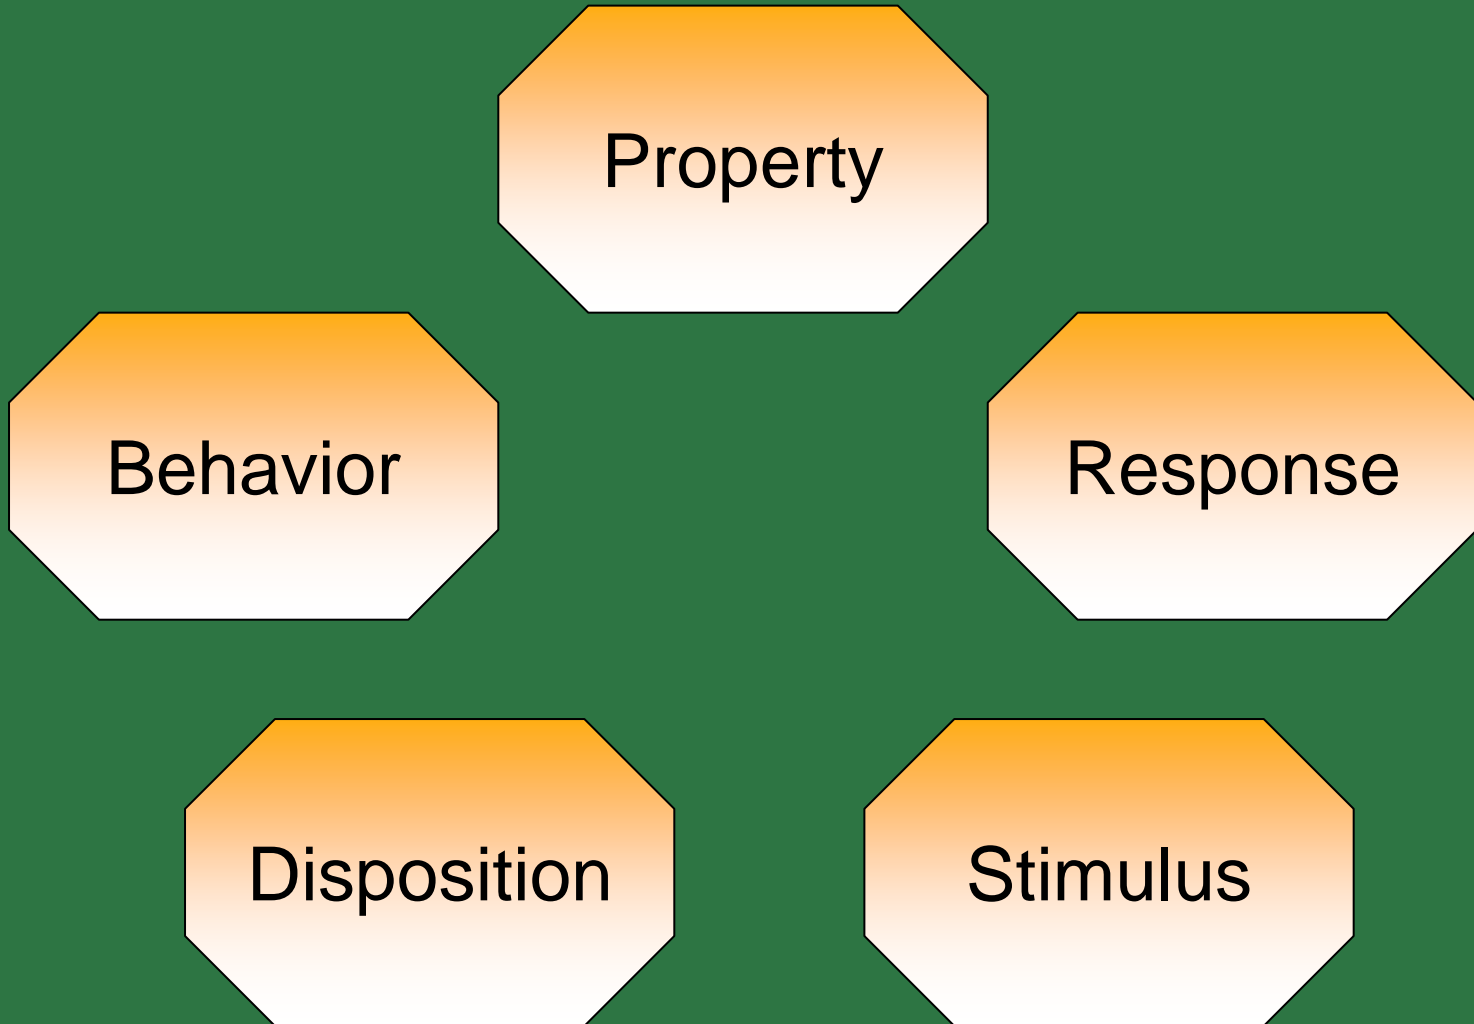 Property
Behavior
Response
Disposition
Stimulus